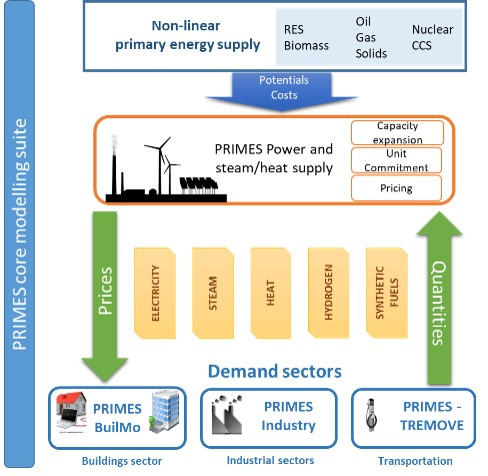 PRIMES core modelling suite
Non-linear
primary energy supply
RES
Biomass
Oil
Gas
Solids
Nuclear
CCS
Potentials
Costs
PRIMES Power and
steam/heat supply
Capacity
expansion
Unit
Commitment
Pricing
Prices
ELECTRICITY
STEAM
HEAT
HYDROGEN
SYNTHETIC
FUELS
Quantities
Demand sectors
PRIMES
BuilMo
PRIMES
Industry
PRIMES -
TREMOVE
Buildings sector
Industrial sectors
Transportation